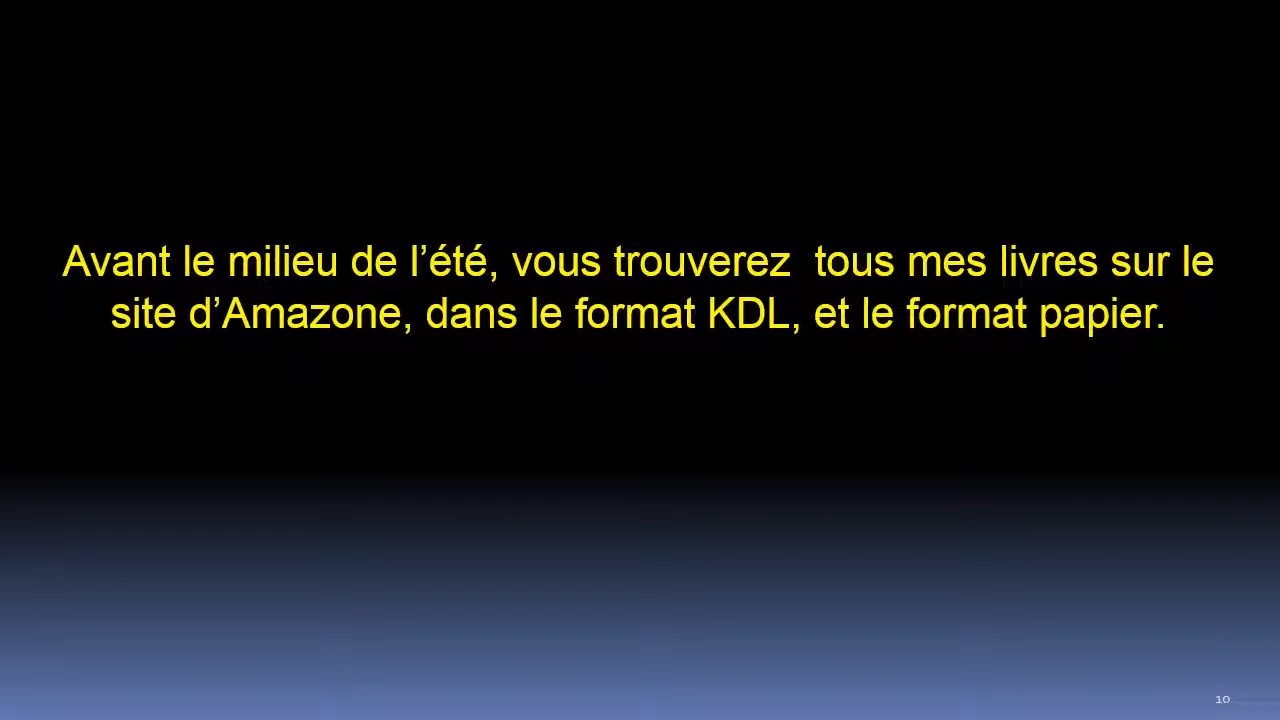 Avant le milieu de l’été, vous trouverez  tous mes livres sur le
site d’Amazone, dans le format KDL, et le format papier.
10